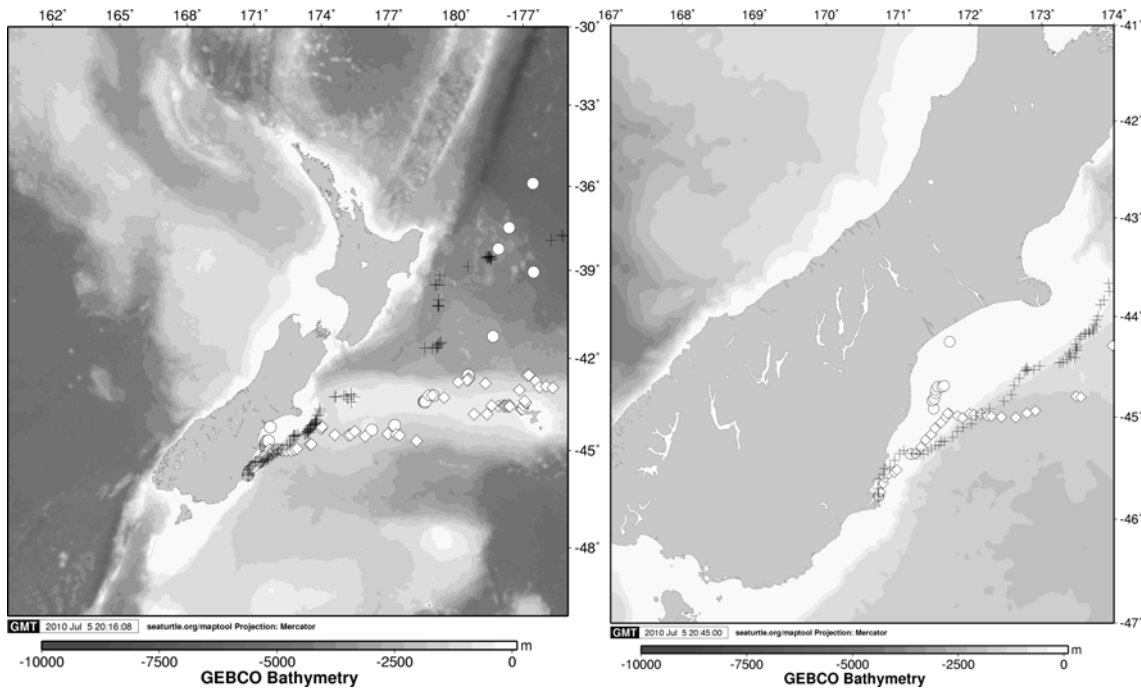 162˚ 165˚ 168˚ 171˚ 174˚ 177˚ 180˚ -177˚
-30˚
-33˚
-36˚
-39˚
-42˚
-45˚
-48˚
GMT 2010 Jul 5 20:16:08 seaturtle.org/maptool Projection: Mercator
m
-10000 -7500 -5000 -2500 0
GEBCO Bathymetry
167˚ 168˚ 169˚ 170˚ 171˚ 172˚ 173˚ 174˚
-41˚
-42˚
-43˚
-44˚
-45˚
-46˚
-47˚
GMT 2010 Jul 5 20:45:00 seaturtle.org/maptool Projection: Mercator
m
-10000 -7500 -5000 -2500 0
GEBCO Bathymetry